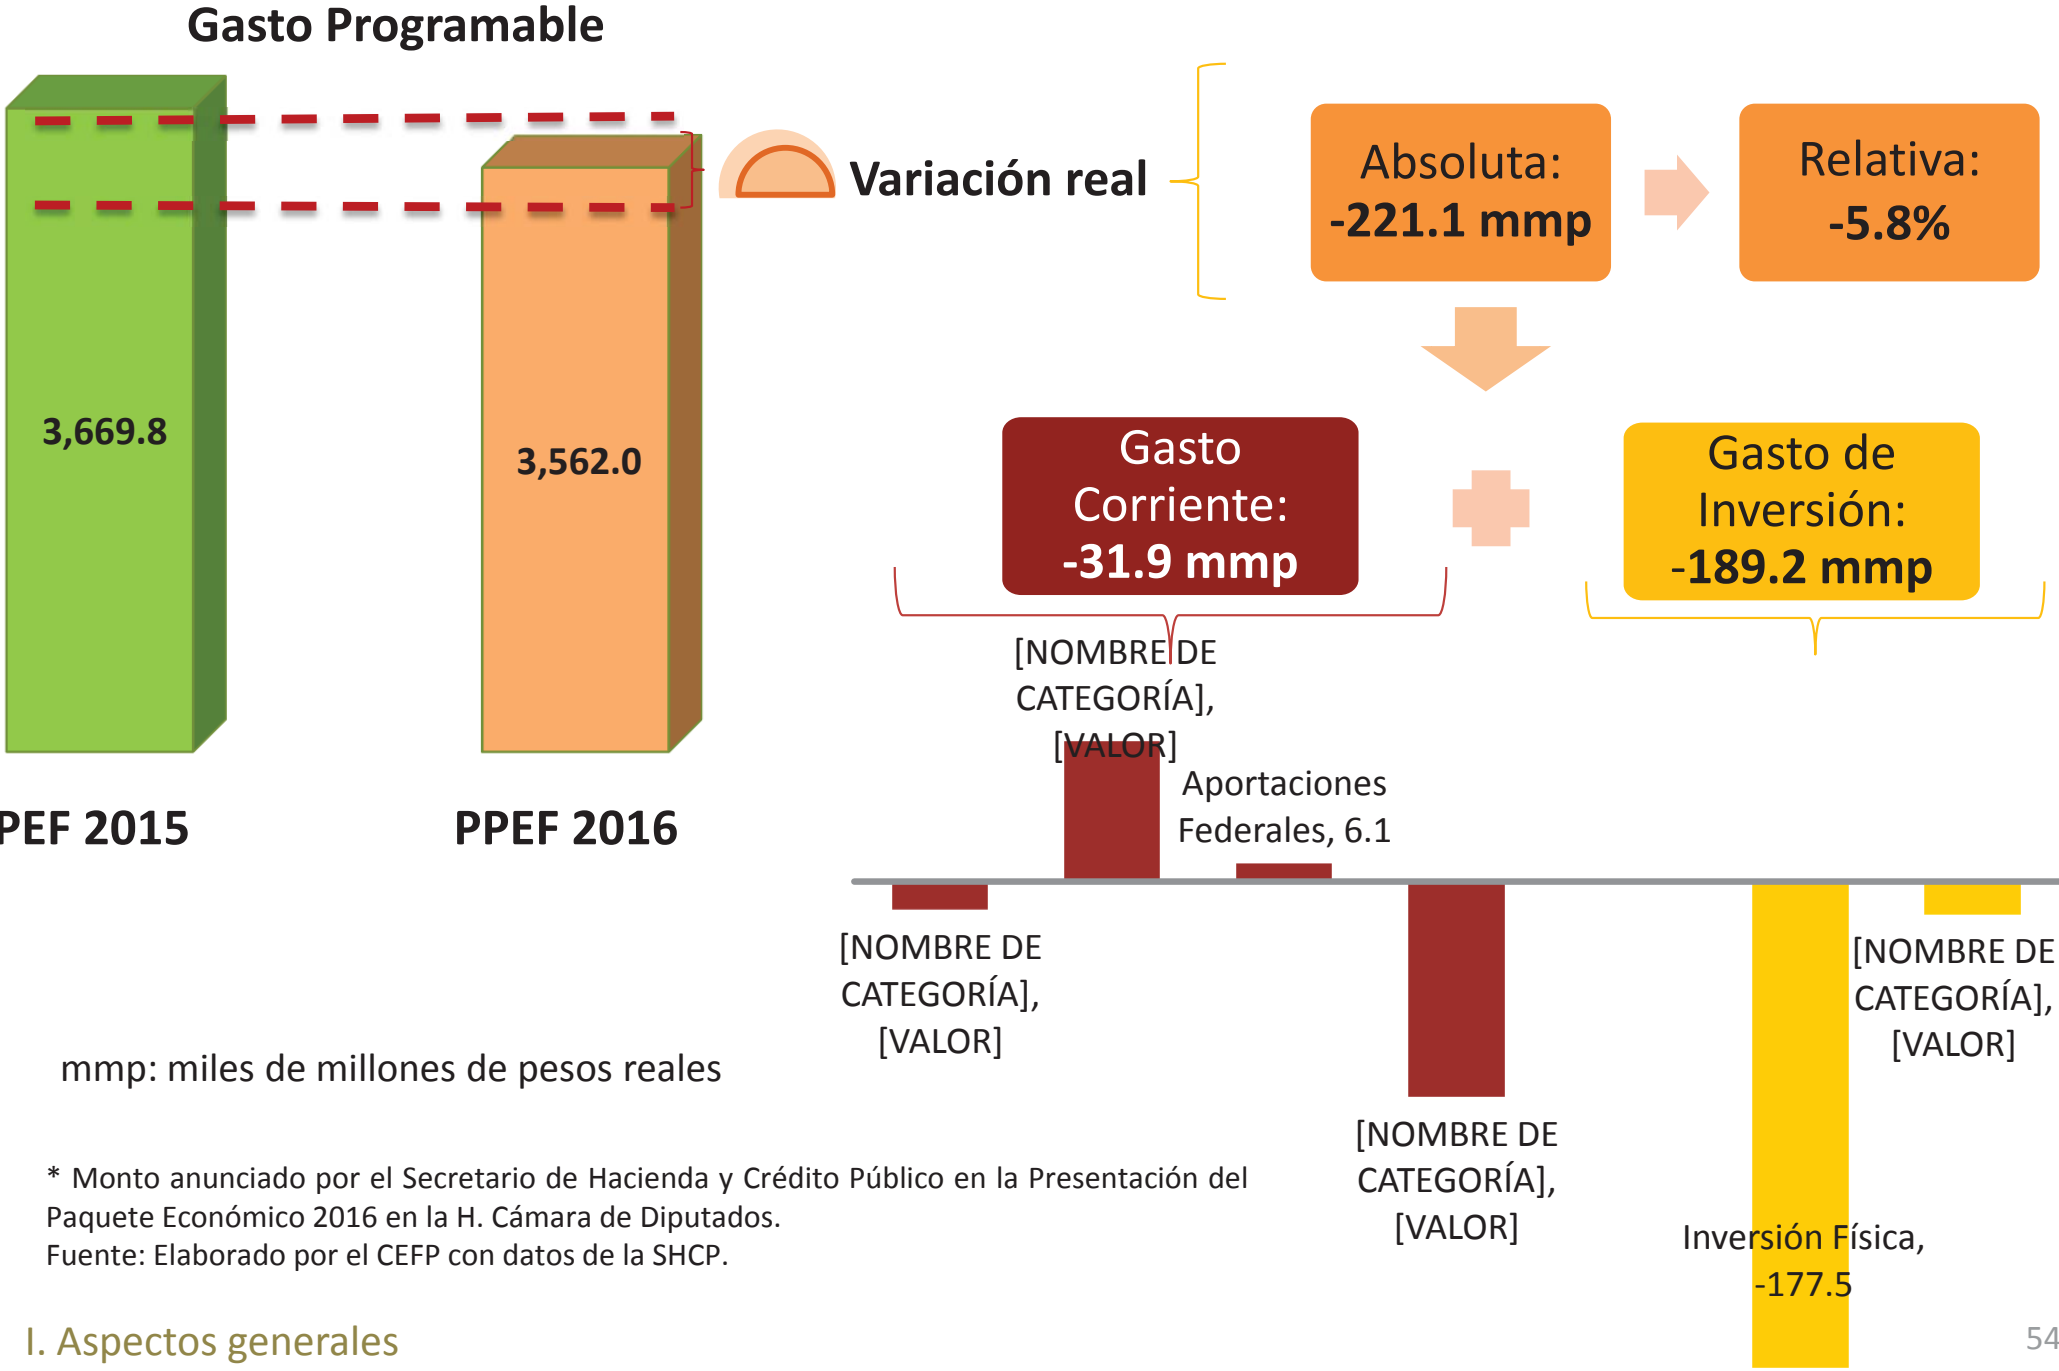 Gasto Programable
3,669.8
3,562.0
PEF 2015
PPEF 2016
Variación real
Absoluta:
-221.1 mmp
Relativa:
-5.8%
Gasto
Corriente:
-31.9 mmp
Gasto de
Inversión:
-189.2 mmp
[NOMBRE DE
CATEGORÍA],
[VALOR]
Aportaciones
Federales, 6.1
[NOMBRE DE
CATEGORÍA],
[VALOR]
[NOMBRE DE
CATEGORÍA],
[VALOR]
Inversión Física,
-177.5
[NOMBRE DE
CATEGORÍA],
[VALOR]
mmp: miles de millones de pesos reales
* Monto anunciado por el Secretario de Hacienda y Crédito Público en la Presentación del
Paquete Económico 2016 en la H. Cámara de Diputados.
Fuente: Elaborado por el CEFP con datos de la SHCP.
I. Aspectos generales
54